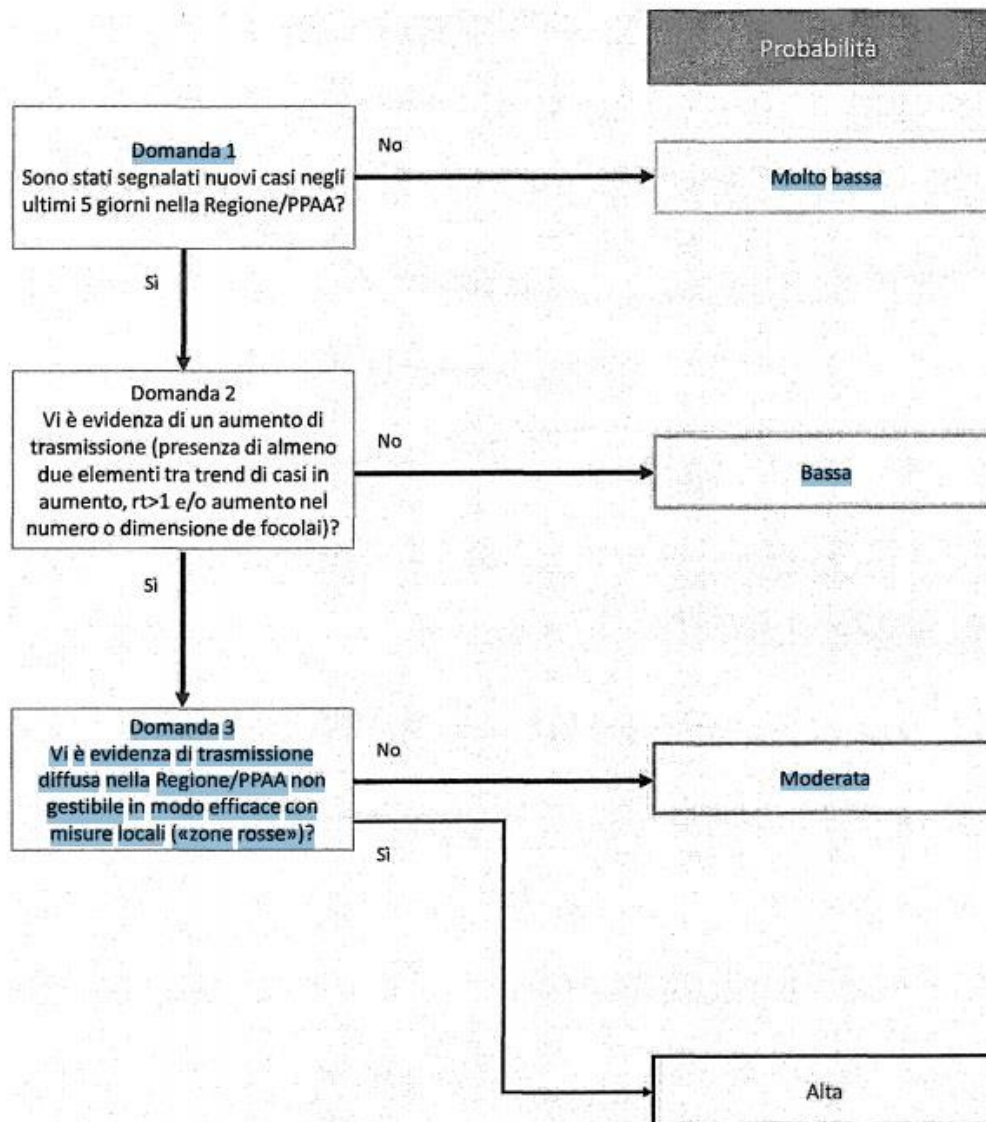 Probabilità
Domanda 1
Sono stati segnalati nuovi casi negli
ultimi 5 giorni nella Regione/PPAA?
No
Molto bassa
Sì
Domanda 2
Vi è evidenza di un aumento di
trasmissione (presenza di almeno
due elementi tra trend di casi in
aumento, rt>1 e/o aumento nel
numero o dimensione de focolai)?
No
Bassa
Sì
Domanda 3
Vi è evidenza di trasmissione
diffusa nella Regione/PPAA non
gestibile in modo efficace con
misure locali («zone rosse»)?
No
Moderata
Sì
Alta